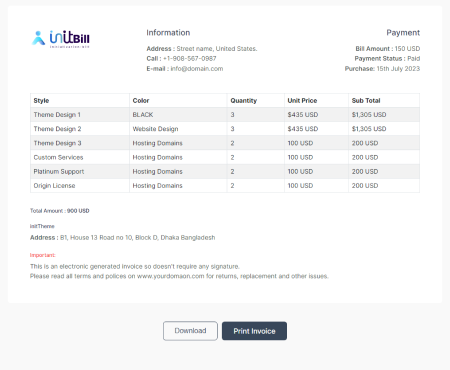 initBill
Information
Payment
Address : Street name, United States.
Bill Amount : 150 USD
Call : +1-908-567-0987
Payment Status : Paid
E-mail : info@domain.com
Purchase: 15th July 2023
Style Color Quantity Unit Price Sub Total
Theme Design 1 BLACK 3 $435 USD $1,305 USD
Theme Design 2 Website Design 3 $435 USD $1,305 USD
Theme Design 3 Hosting Domains 2 100 USD 200 USD
Custom Services Hosting Domains 2 100 USD 200 USD
Platinum Support Hosting Domains 2 100 USD 200 USD
Origin License Hosting Domains 2 100 USD 200 USD
Total Amount : 900 USD
initTheme
Address : B1, House 13 Road no 10, Block D, Dhaka Bangladesh
Important:
This is an electronic generated invoice so doesn't require any signature.
Please read all terms and polices on www.yourdomaon.com for returns, replacement and other issues.
Download
Print Invoice